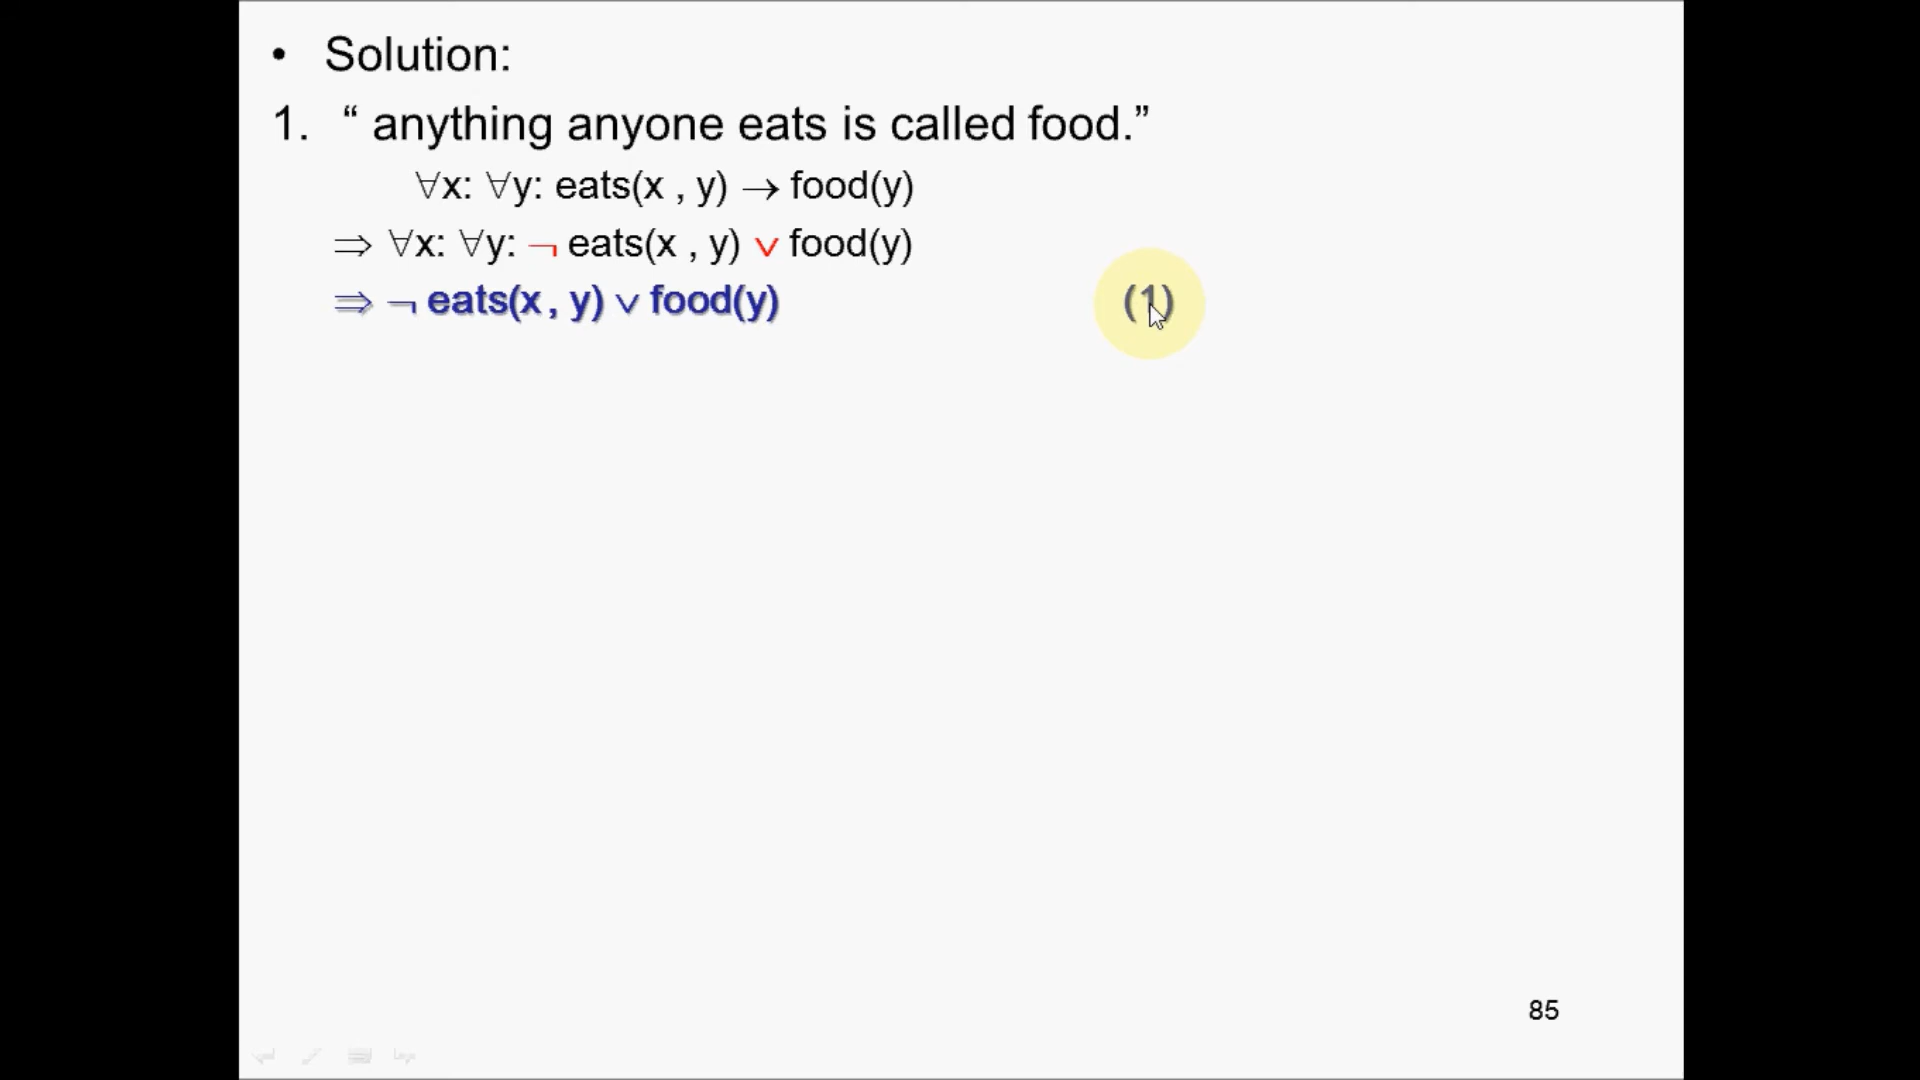 • Solution:
1. “ anything anyone eats is called food.”
∀x: ∀y: eats(x , y) → food(y)
⇒ ∀x: ∀y: ¬ eats(x , y) ∨ food(y)
⇒ ¬ eats(x , y) ∨ food(y) (1)
85